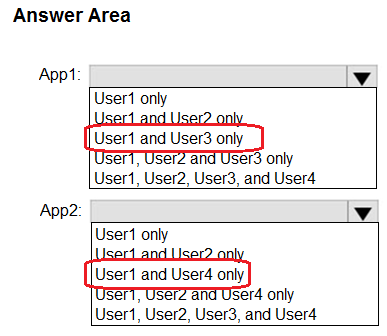 Answer Area
App1:
User1 only
User1 and User2 only
User1 and User3 only
User1, User2 and User3 only
User1, User2, User3, and User4
App2:
User1 only
User1 and User2 only
User1 and User4 only
User1, User2 and User4 only
User1, User2, User3, and User4